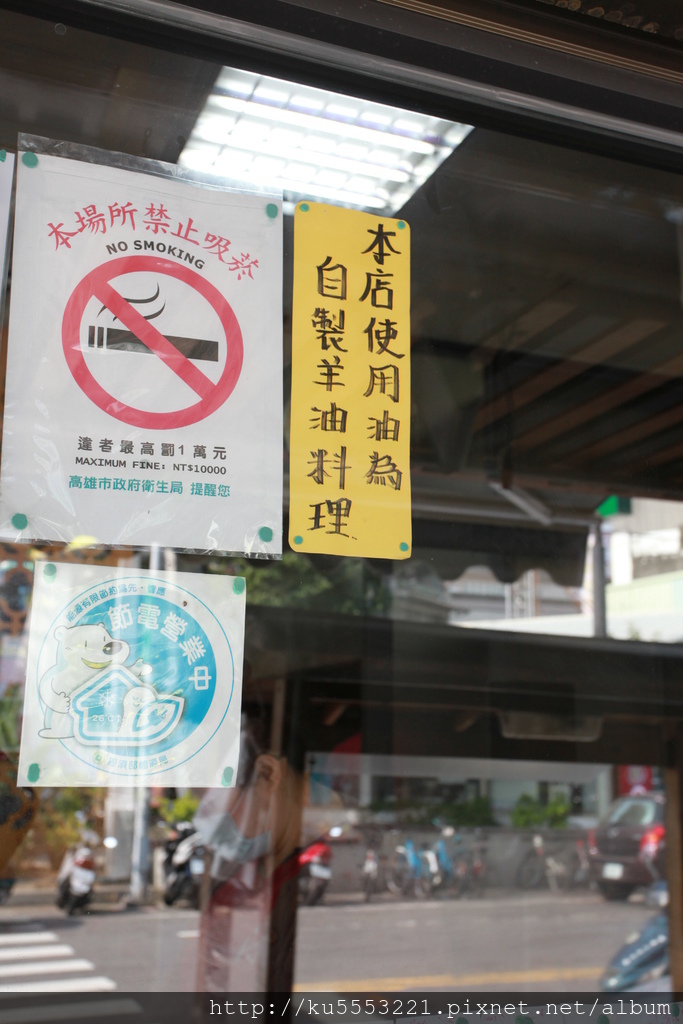 本場所禁止吸菸
NO SMOKING
違者最高罰1萬元
MAXIMUM FINE: NT$10000
高雄市政府衛生局 提醒您
本店使用油為
自製羊油料理
節電營業中
http://ku5553221.pixnet.net/album